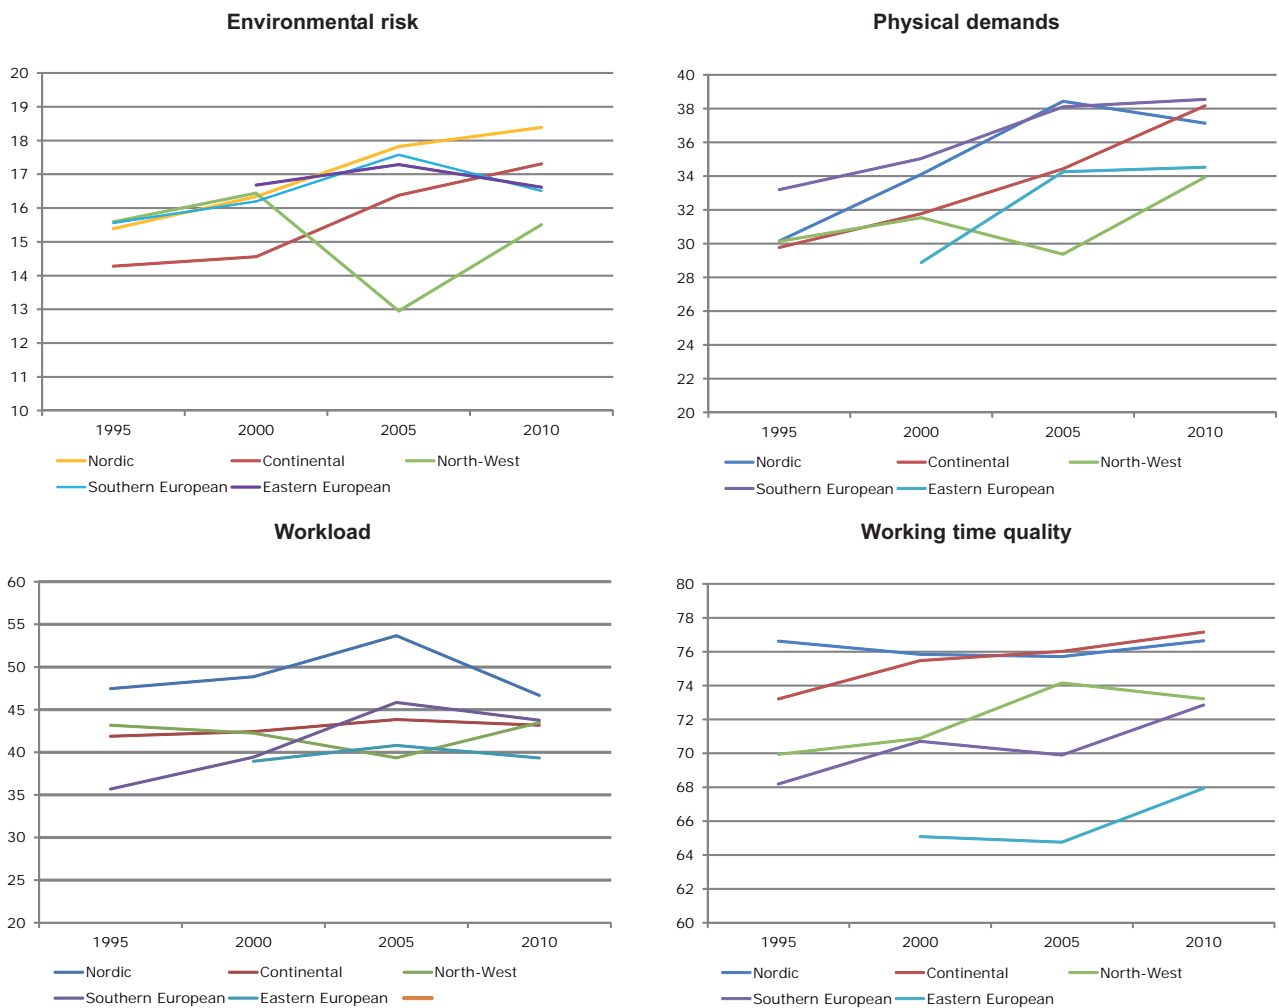 Environmental risk
20
19
18
17
16
15
14
13
12
11
10
1995 2000 2005 2010
Nordic Continental North-West
Southern European Eastern European
Physical demands
40
38
36
34
32
30
28
26
24
22
20
1995 2000 2005 2010
Nordic Continental North-West
Southern European Eastern European
Workload
60
55
50
45
40
35
30
25
20
1995 2000 2005 2010
Nordic Continental North-West
Southern European Eastern European
Working time quality
80
78
76
74
72
70
68
66
64
62
60
1995 2000 2005 2010
Nordic Continental North-West
Southern European Eastern European